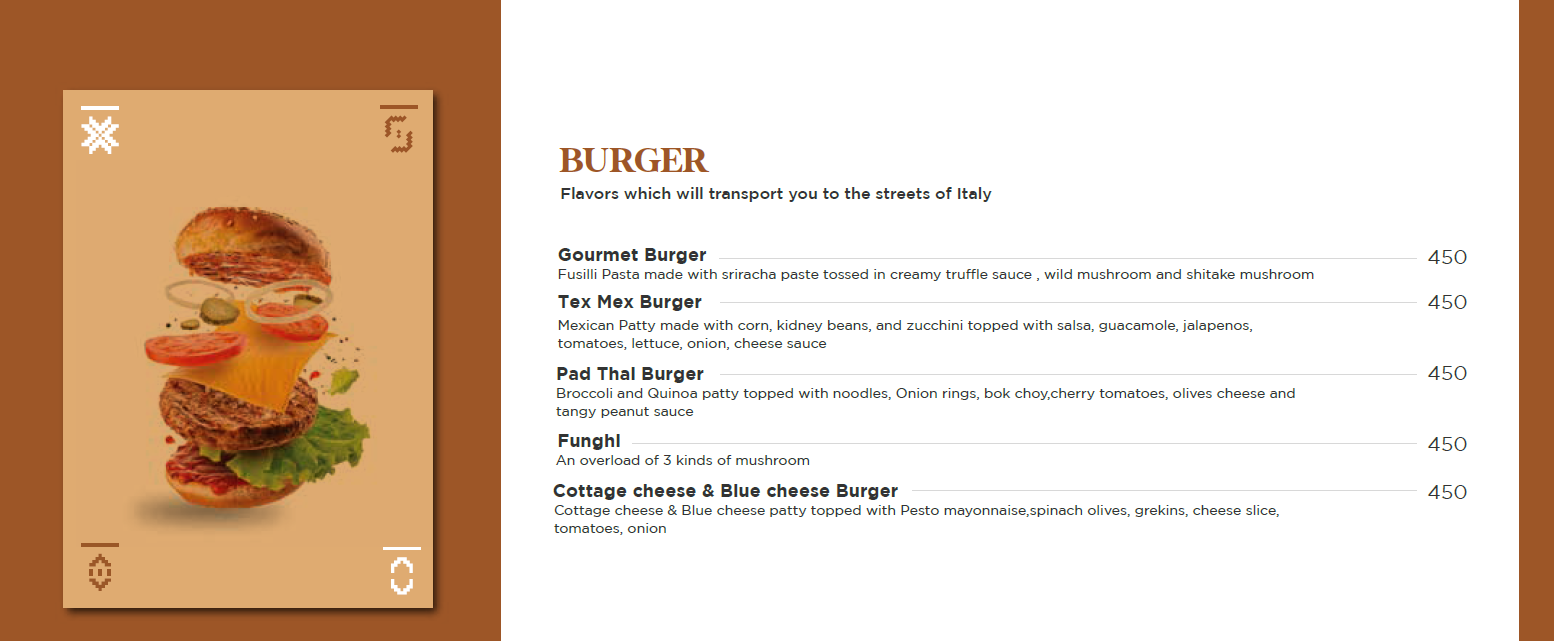 BURGER
Flavors which will transport you to the streets of Italy
Gourmet Burger 450
Fusilli Pasta made with sriracha paste tossed in creamy truffle sauce , wild mushroom and shitake mushroom
Tex Mex Burger 450
Mexican Patty made with corn, kidney beans, and zucchini topped with salsa, guacamole, jalapenos,
tomatoes, lettuce, onion, cheese sauce
Pad ThaI Burger 450
Broccoli and Quinoa patty topped with noodles, Onion rings, bok choy,cherry tomatoes, olives cheese and
tangy peanut sauce
FunghI 450
An overload of 3 kinds of mushroom
Cottage cheese & Blue cheese Burger 450
Cottage cheese & Blue cheese patty topped with Pesto mayonnaise,spinach olives, grekins, cheese slice,
tomatoes, onion